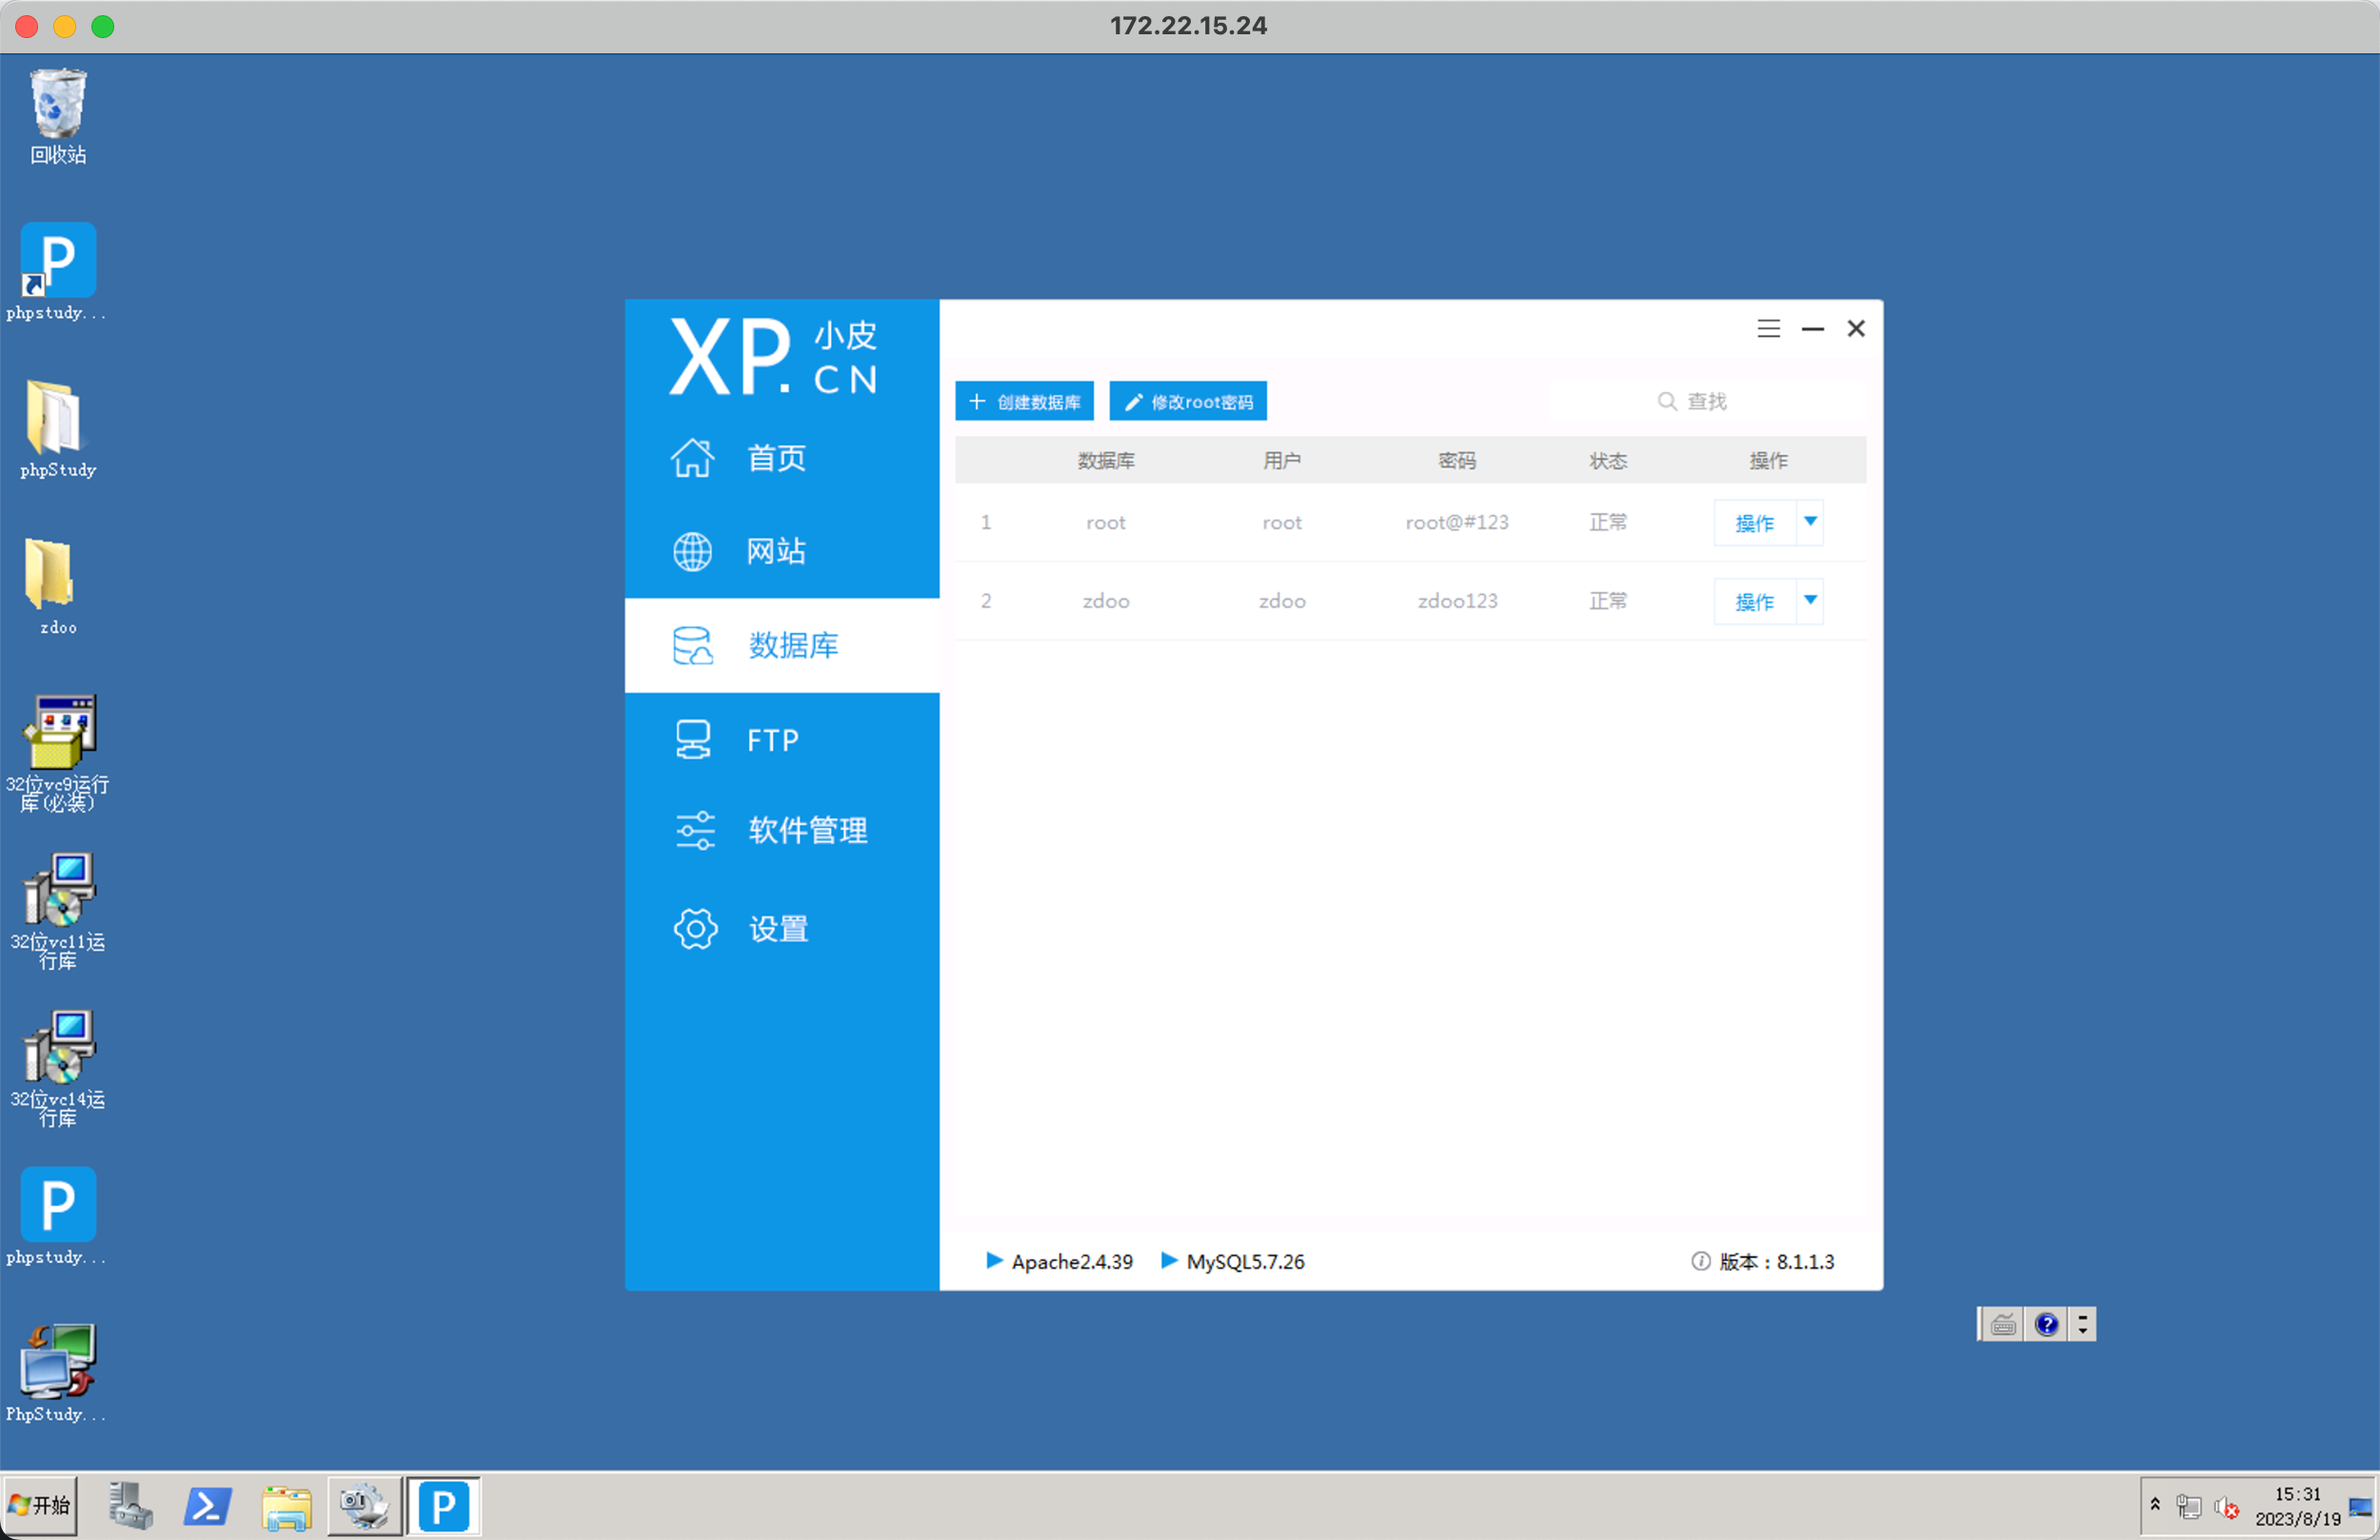 172.22.15.24
回收站
phpstudy...
phpStudy
zdoo
32位vc9运行
库(必装)
32位vc11运
行库
32位vc14运
行库
phpstudy...
PhpStudy...
XP.小皮
CN
首页
网站
数据库
FTP
软件管理
设置
创建数据库
修改root密码
查找
数据库 用户 密码 状态 操作
1 root root root@#123 正常 操作
2 zdoo zdoo zdoo123 正常 操作
Apache2.4.39
MySQL5.7.26
版本：8.1.1.3
开始
15:31
2023/8/19